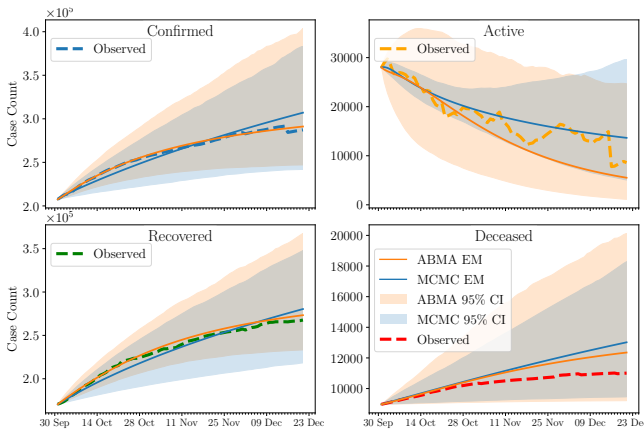 ×10⁵
Confirmed
Observed
4.0
3.5
3.0
2.5
2.0
Case Count
Active
Observed
30000
20000
10000
0
×10⁵
Recovered
Observed
3.5
3.0
2.5
2.0
Case Count
30 Sep 14 Oct 28 Oct 11 Nov 25 Nov 09 Dec 23 Dec
Deceased
ABMA EM
MCMC EM
ABMA 95% CI
MCMC 95% CI
Observed
20000
18000
16000
14000
12000
10000
30 Sep 14 Oct 28 Oct 11 Nov 25 Nov 09 Dec 23 Dec